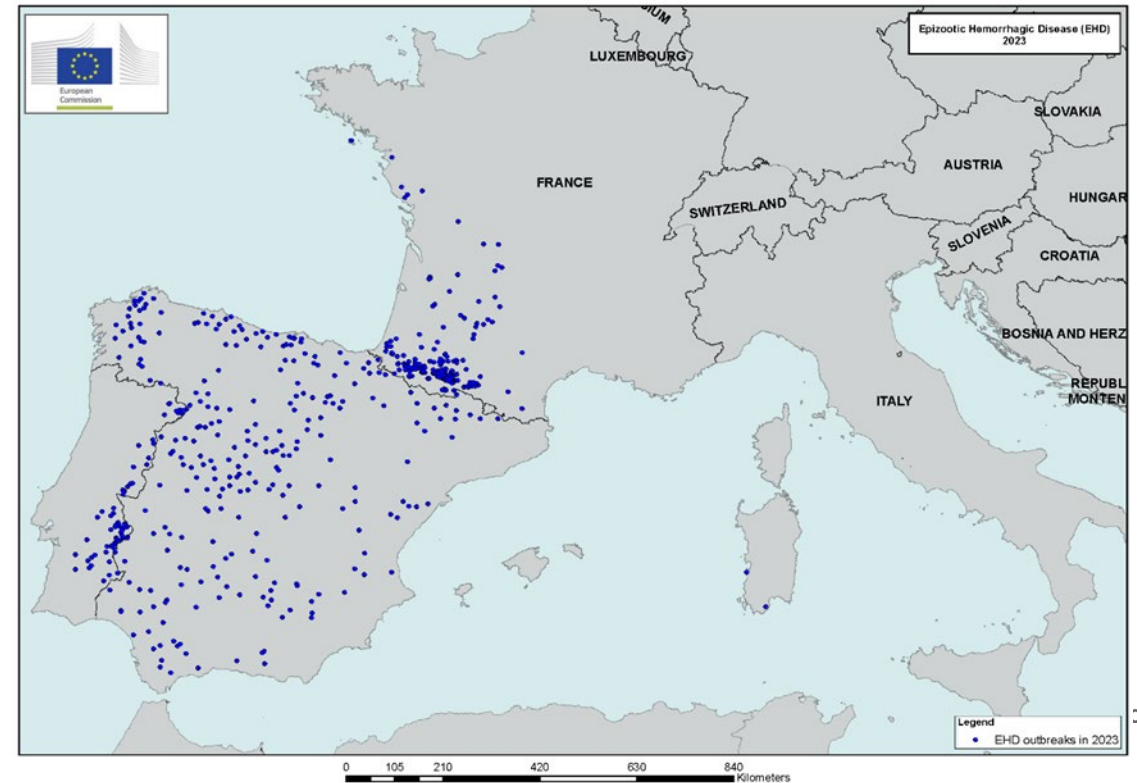 European
Commission
Epizootic Hemorrhagic Disease (EHD)
2023
IUM
LUXEMBOURG
SLOVAKIA
AUSTRIA
FRANCE
SWITZERLAND
HUNGAR
SLOVENIA
CROATIA
BOSNIA AND HERZ
REPUBL
MONTEN
ITALY
Legend
EHD outbreaks in 2023
0 105 210 420 630 840
Kilometers